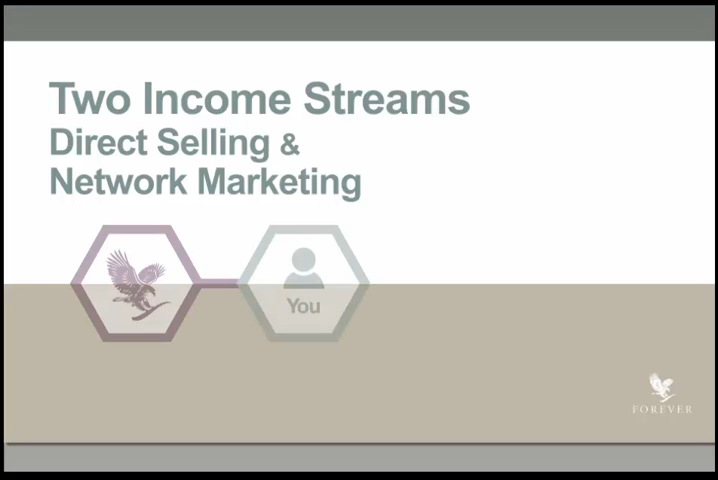 Two Income Streams
Direct Selling &
Network Marketing
You
FOREVER